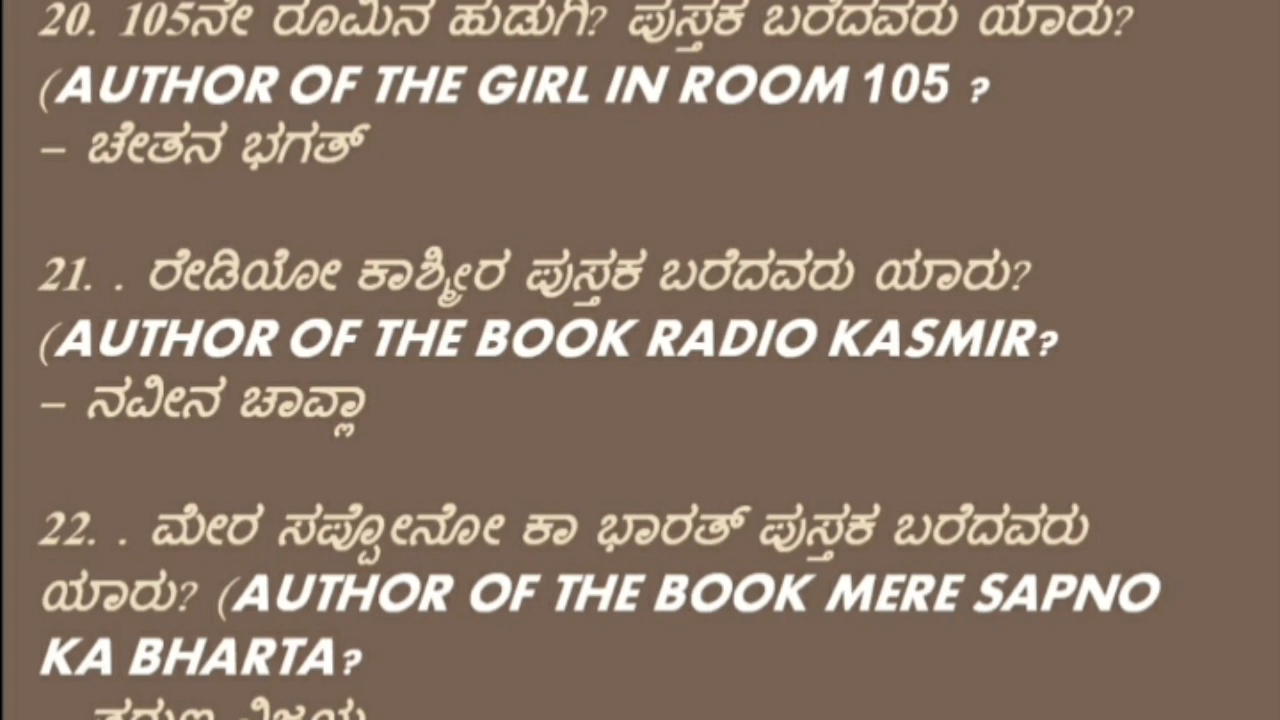 20. 105ನೇ ರೂಮಿನ ಹುಡುಗಿ? ಪುಸ್ತಕ ಬರೆದವರು ಯಾರು?
(AUTHOR OF THE GIRL IN ROOM 105 ?
– ಚೇತನ ಭಗತ್
21. . ರೇಡಿಯೋ ಕಾಶ್ಮೀರ ಪುಸ್ತಕ ಬರೆದವರು ಯಾರು?
(AUTHOR OF THE BOOK RADIO KASMIR?
– ನವೀನ ಚಾವ್ಲಾ
22. . ಮೇರ ಸಪ್ಪೋನೋ ಕಾ ಭಾರತ್ ಪುಸ್ತಕ ಬರೆದವರು
ಯಾರು? (AUTHOR OF THE BOOK MERE SAPNO
KA BHARTA?